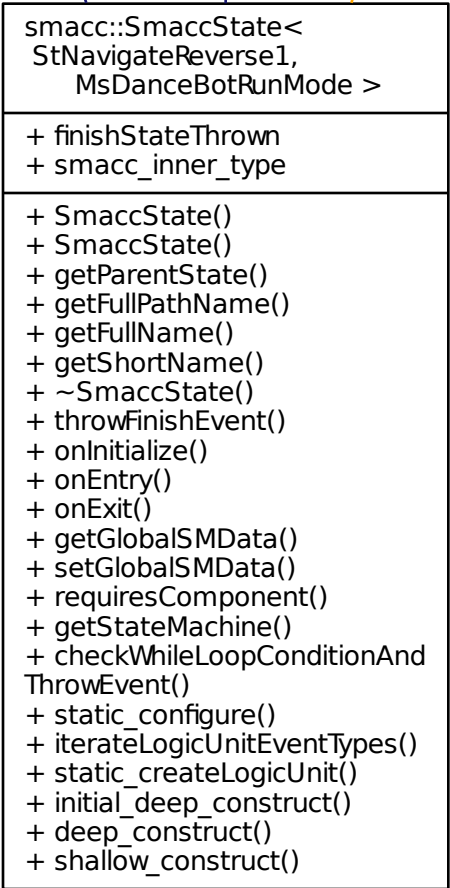 smacc::SmaccState<
StNavigateReverse1,
MsDanceBotRunMode >
+ finishStateThrown
+ smacc_inner_type
+ SmaccState()
+ SmaccState()
+ getParentState()
+ getFullPathName()
+ getFullName()
+ getShortName()
+ ~SmaccState()
+ throwFinishEvent()
+ onInitialize()
+ onEntry()
+ onExit()
+ getGlobalSMData()
+ setGlobalSMData()
+ requiresComponent()
+ getStateMachine()
+ checkWhileLoopConditionAnd
ThrowEvent()
+ static_configure()
+ iterateLogicUnitEventTypes()
+ static_createLogicUnit()
+ initial_deep_construct()
+ deep_construct()
+ shallow_construct()